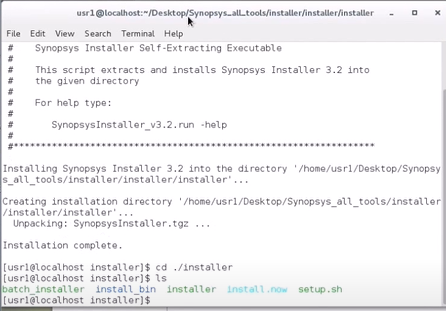 usr1@localhost:~/Desktop/Synopsys_all_tools/installer/installer/installer
File Edit View Search Terminal Help
# Synopsys Installer Self-Extracting Executable
#
# This script extracts and installs Synopsys Installer 3.2 into
# the given directory
#
# For help type:
#
# SynopsysInstaller_v3.2.run -help
#
#******************************************************************
Installing Synopsys Installer 3.2 into the directory '/home/usr1/Desktop/Synopsy
s_all_tools/installer/installer/installer'...
Creating installation directory '/home/usr1/Desktop/Synopsys_all_tools/installer
/installer/installer'...
Unpacking: SynopsysInstaller.tgz ...
Installation complete.
[usr1@localhost installer]$ cd ./installer
[usr1@localhost installer]$ ls
batch_installer install_bin installer install.now setup.sh
[usr1@localhost installer]$